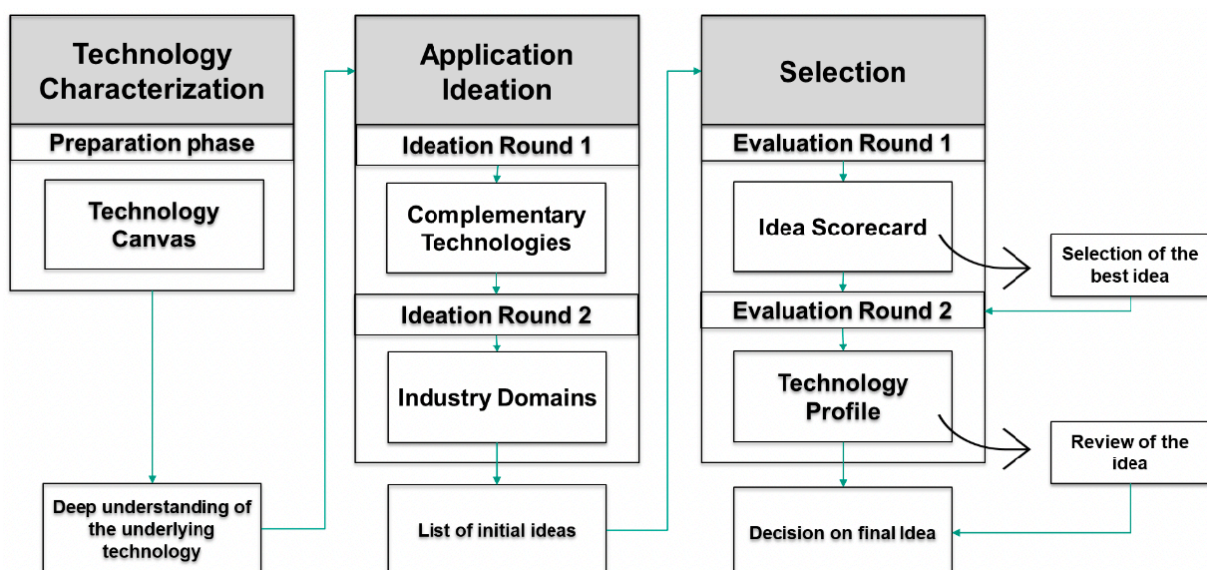 Technology
Characterization
Preparation phase
Technology
Canvas
Deep understanding of
the underlying
technology
Application
Ideation
Ideation Round 1
Complementary
Technologies
Ideation Round 2
Industry Domains
List of initial ideas
Selection
Evaluation Round 1
Idea Scorecard
Selection of the
best idea
Evaluation Round 2
Technology
Profile
Review of the
idea
Decision on final Idea